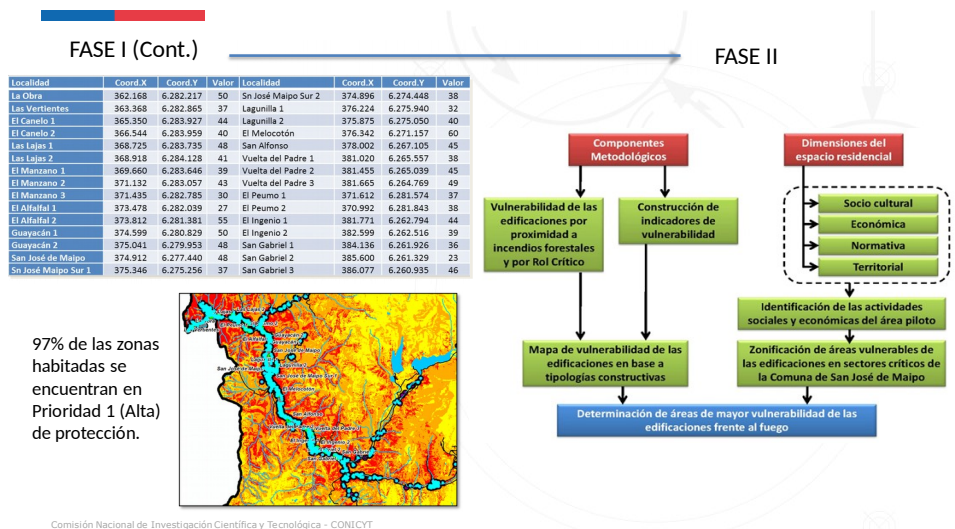 FASE I (Cont.)
FASE II
Localidad Coord.X Coord.Y Valor Localidad Coord.X Coord.Y Valor
La Obra 362.168 6.282.217 50 Sn José Maipo Sur 2 374.896 6.274.448 38
Las Vertientes 363.368 6.282.865 37 Lagunilla 1 376.224 6.275.940 32
El Canelo 1 365.350 6.283.927 44 Lagunilla 2 375.875 6.275.050 40
El Canelo 2 366.544 6.283.959 40 El Melocotón 376.342 6.271.157 60
Las Lajas 1 368.725 6.283.735 48 San Alfonso 378.002 6.267.105 45
Las Lajas 2 368.918 6.284.128 41 Vuelta del Padre 1 381.020 6.265.557 38
El Manzano 1 369.660 6.283.646 39 Vuelta del Padre 2 381.455 6.265.039 45
El Manzano 2 371.132 6.283.057 43 Vuelta del Padre 3 381.665 6.264.769 49
El Manzano 3 371.435 6.282.785 30 El Peumo 1 371.612 6.281.574 37
El Alfalfal 1 373.478 6.282.039 27 El Peumo 2 370.992 6.281.843 38
El Alfalfal 2 373.812 6.281.381 55 El Ingenio 1 381.771 6.262.794 44
Guayacán 1 374.599 6.280.829 50 El Ingenio 2 382.599 6.262.516 39
Guayacán 2 375.041 6.279.953 48 San Gabriel 1 384.136 6.261.926 36
San José de Maipo 374.912 6.277.440 48 San Gabriel 2 385.600 6.261.329 23
Sn José Maipo Sur 1 375.346 6.275.256 37 San Gabriel 3 386.077 6.260.935 46
97% de las zonas
habitadas se
encuentran en
Prioridad 1 (Alta)
de protección.
San José de Maipo
El Melocotón
Componentes
Metodológicos
Vulnerabilidad de las
edificaciones por
proximidad a
incendios forestales
y por Rol Crítico
Construcción de
indicadores de
vulnerabilidad
Mapa de vulnerabilidad de las
edificaciones en base a
tipologías constructivas
Dimensiones del
espacio residencial
Socio cultural
Económica
Normativa
Territorial
Identificación de las actividades
sociales y económicas del área piloto
Zonificación de áreas vulnerables de
las edificaciones en sectores críticos de
la Comuna de San José de Maipo
Determinación de áreas de mayor vulnerabilidad de las
edificaciones frente al fuego
Comisión Nacional de Investigación Científica y Tecnológica - CONICYT